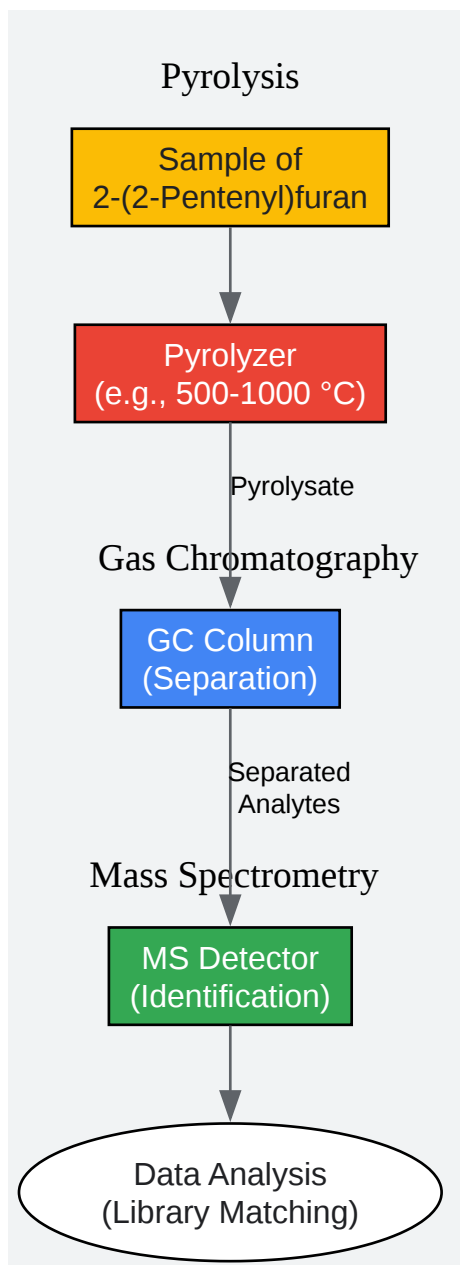 Pyrolysis
Sample of
2-(2-Pentenyl)furan
Pyrolyzer
(e.g., 500-1000 °C)
Pyrolysate
Gas Chromatography
GC Column
(Separation)
Separated
Analytes
Mass Spectrometry
MS Detector
(Identification)
Data Analysis
(Library Matching)